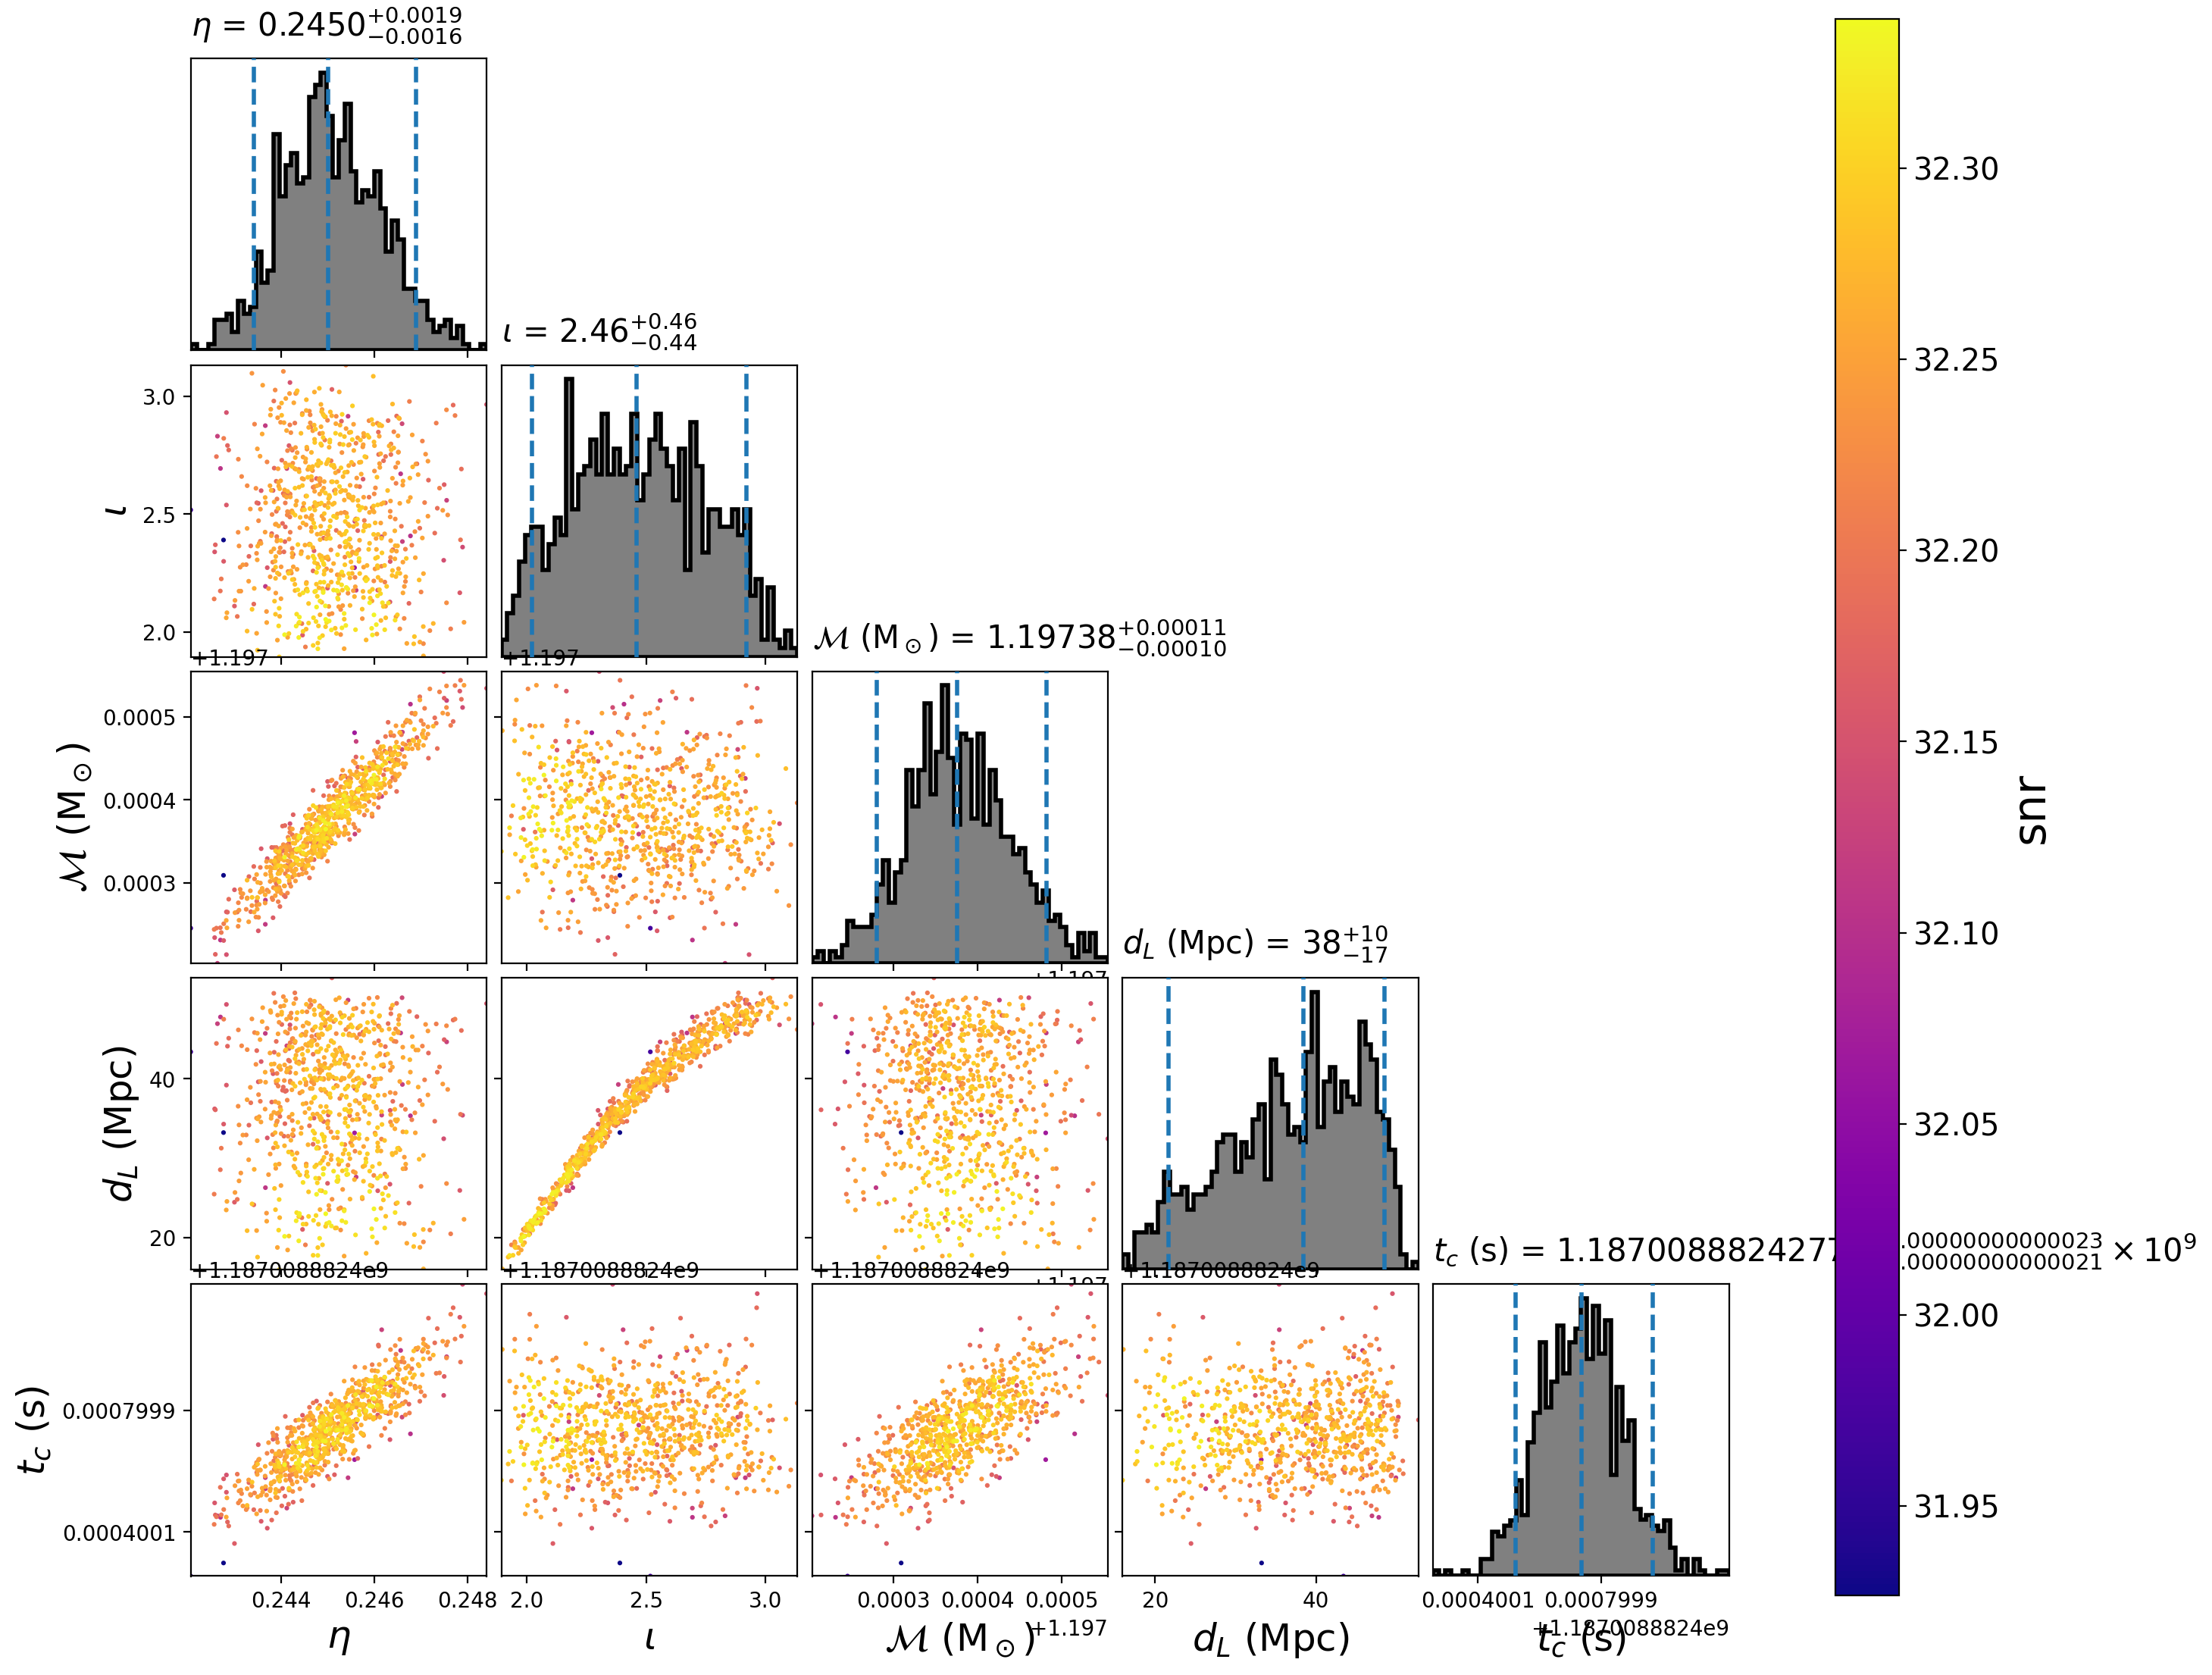 η = 0.2450 +0.0019 −0.0016
ι = 2.46 +0.46 −0.44
ℳ (M⊙) = 1.19738 +0.00011 −0.00010
d_L (Mpc) = 38 +10 −17
t_c (s) = 1.1870088824277 .00000000000023 .00000000000021 × 10^9
3.0
2.5
2.0
ι
+1.197
+1.197
0.0005
0.0004
0.0003
ℳ (M⊙)
+1.197
40
20
d_L (Mpc)
+1.1870088824e9
+1.1870088824e9
+1.1870088824e9
+1.1870088824e9
+1.197
0.0007999
0.0004001
t_c (s)
0.244 0.246 0.248
η
2.0 2.5 3.0
ι
0.0003 0.0004 0.0005
+1.197
ℳ (M⊙)
20 40
d_L (Mpc)
0.0004001 0.0007999
+1.1870088824e9
t_c (s)
32.30
32.25
32.20
32.15
32.10
32.05
32.00
31.95
snr